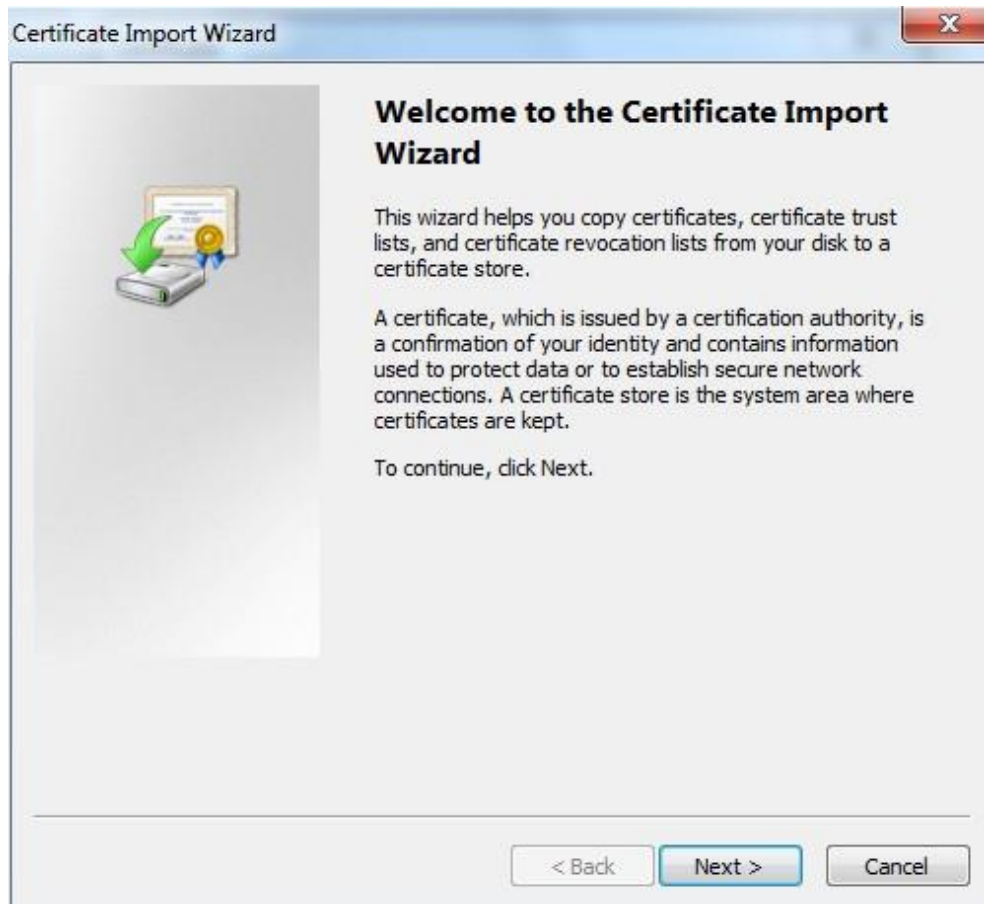 Certificate Import Wizard
Welcome to the Certificate Import
Wizard
This wizard helps you copy certificates, certificate trust
lists, and certificate revocation lists from your disk to a
certificate store.
A certificate, which is issued by a certification authority, is
a confirmation of your identity and contains information
used to protect data or to establish secure network
connections. A certificate store is the system area where
certificates are kept.
To continue, click Next.
< Back
Next >
Cancel